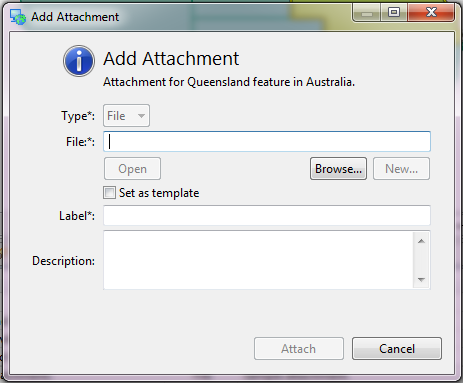 Add Attachment
Add Attachment
Attachment for Queensland feature in Australia.
Type*: File
File:*:
Open Browse... New...
Set as template
Label*:
Description:
Attach Cancel